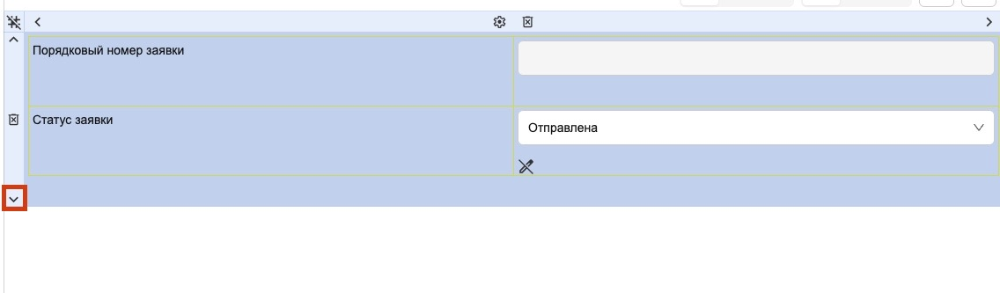 Порядковый номер заявки
Статус заявки
Отправлена